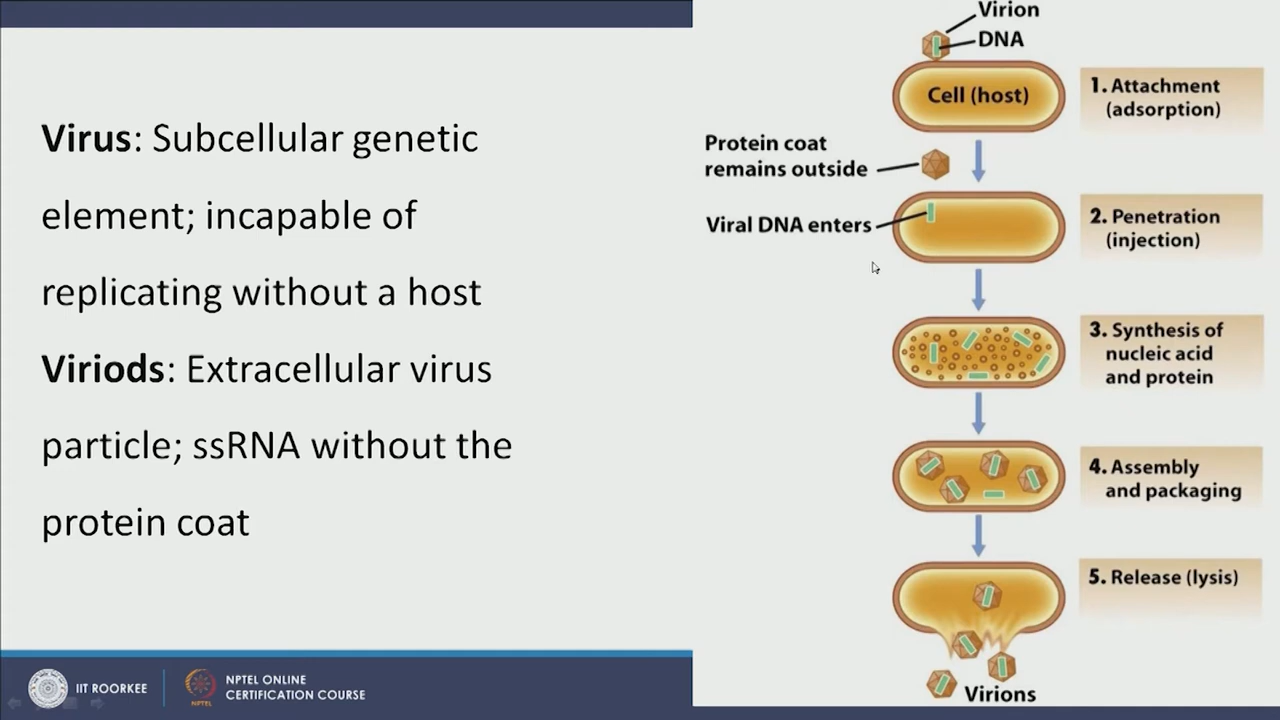 Virus: Subcellular genetic
element; incapable of
replicating without a host
Viriods: Extracellular virus
particle; ssRNA without the
protein coat
Virion
DNA
Cell (host)
1. Attachment
(adsorption)
Protein coat
remains outside
Viral DNA enters
2. Penetration
(injection)
3. Synthesis of
nucleic acid
and protein
4. Assembly
and packaging
5. Release (lysis)
Virions
IIT ROORKEE
NPTEL
NPTEL ONLINE
CERTIFICATION COURSE